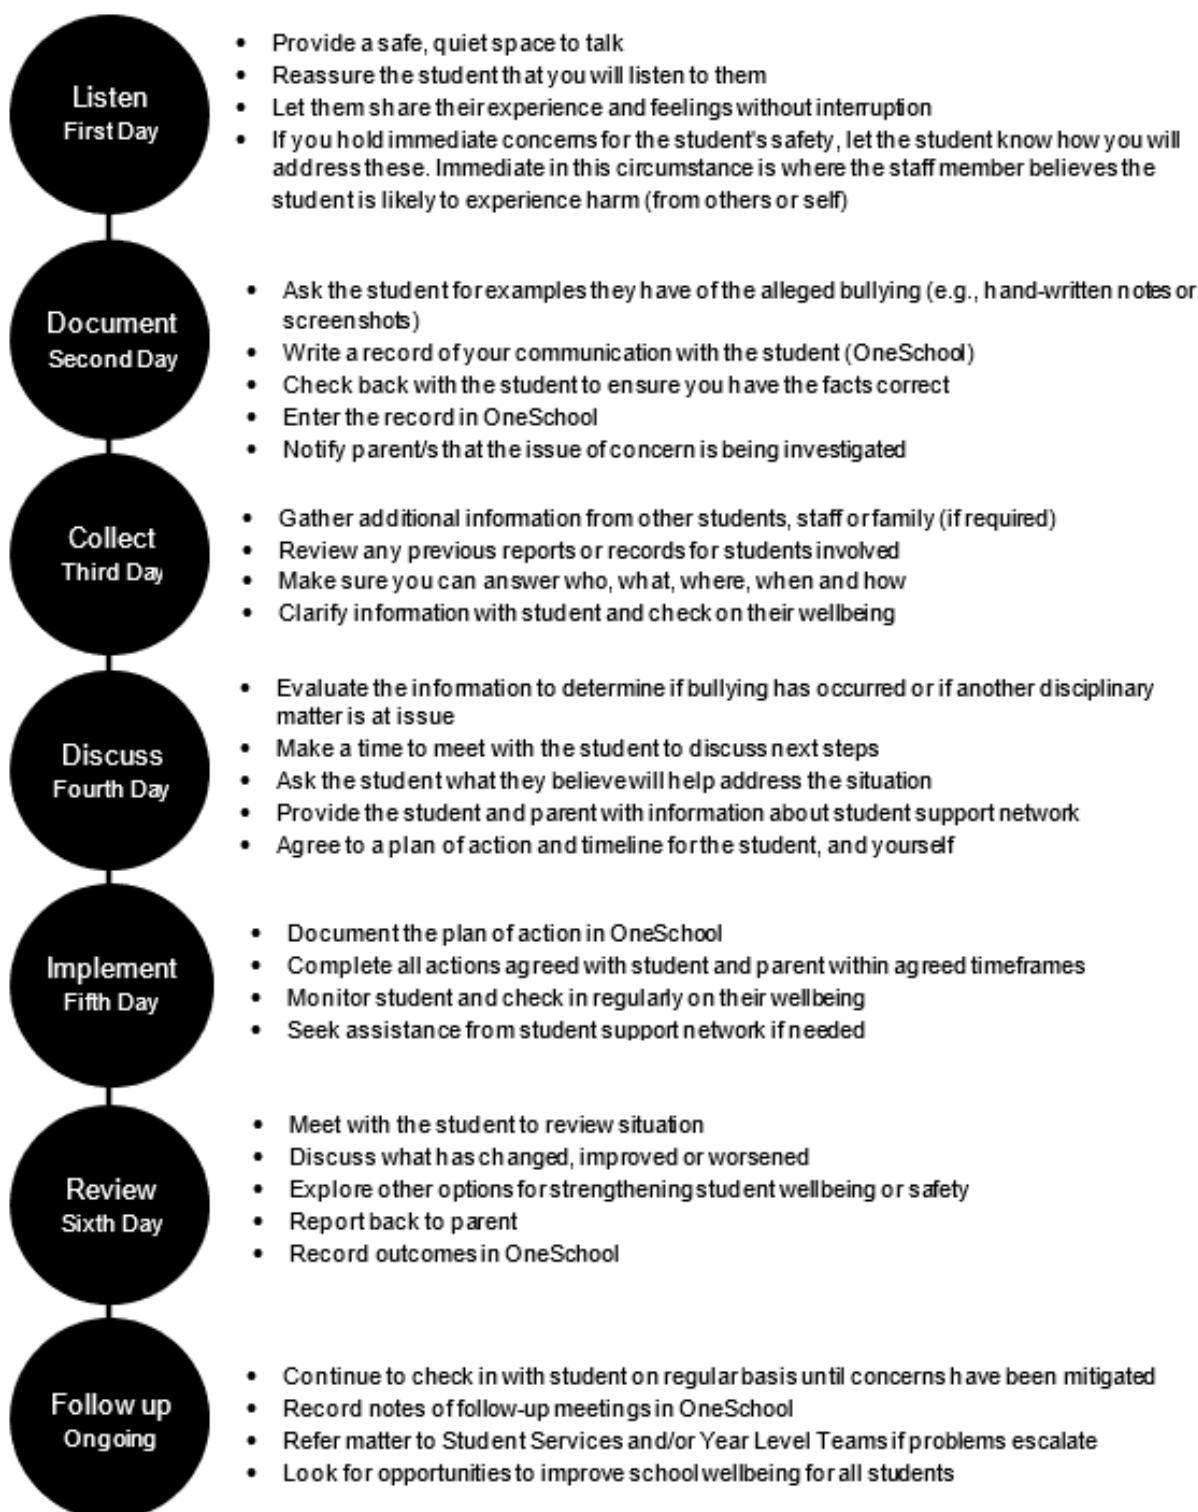 Listen
First Day
• Provide a safe, quiet space to talk
• Reassure the student that you will listen to them
• Let them share their experience and feelings without interruption
• If you hold immediate concerns for the student's safety, let the student know how you will
address these. Immediate in this circumstance is where the staff member believes the
student is likely to experience harm (from others or self)
Document
Second Day
• Ask the student for examples they have of the alleged bullying (e.g., hand-written notes or
screenshots)
• Write a record of your communication with the student (OneSchool)
• Check back with the student to ensure you have the facts correct
• Enter the record in OneSchool
• Notify parent/s that the issue of concern is being investigated
Collect
Third Day
• Gather additional information from other students, staff or family (if required)
• Review any previous reports or records for students involved
• Make sure you can answer who, what, where, when and how
• Clarify information with student and check on their wellbeing
Discuss
Fourth Day
• Evaluate the information to determine if bullying has occurred or if another disciplinary
matter is at issue
• Make a time to meet with the student to discuss next steps
• Ask the student what they believe will help address the situation
• Provide the student and parent with information about student support network
• Agree to a plan of action and timeline for the student, and yourself
Implement
Fifth Day
• Document the plan of action in OneSchool
• Complete all actions agreed with student and parent within agreed timeframes
• Monitor student and check in regularly on their wellbeing
• Seek assistance from student support network if needed
Review
Sixth Day
• Meet with the student to review situation
• Discuss what has changed, improved or worsened
• Explore other options for strengthening student wellbeing or safety
• Report back to parent
• Record outcomes in OneSchool
Follow up
Ongoing
• Continue to check in with student on regular basis until concerns have been mitigated
• Record notes of follow-up meetings in OneSchool
• Refer matter to Student Services and/or Year Level Teams if problems escalate
• Look for opportunities to improve school wellbeing for all students